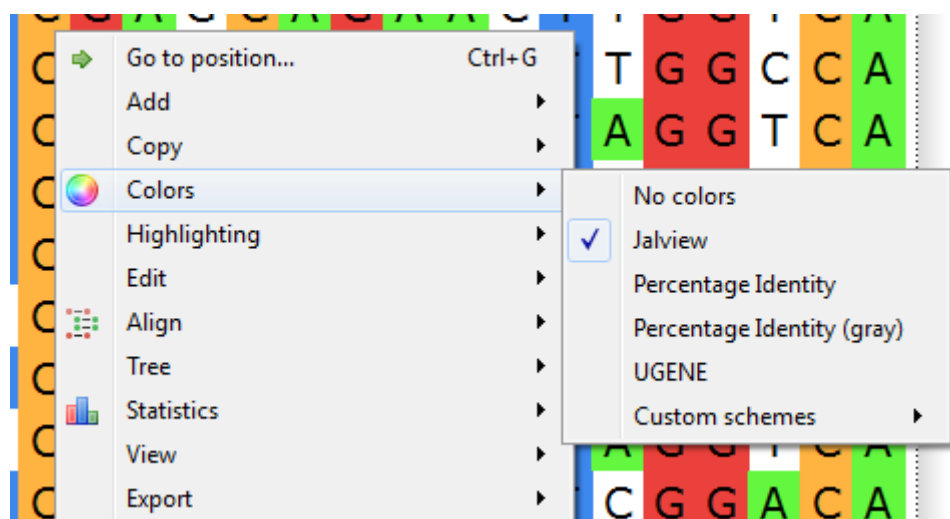 C G A G C A G A A C T T G G T C A
Go to position... Ctrl+G
C T G G C C A
Add
Copy
C A G G T C A
Colors
C
No colors
Highlighting
C
Jalview
Edit
Percentage Identity
Align
C
Percentage Identity (gray)
Tree
C
UGENE
Statistics
Custom schemes
View
C A G G T C A
Export
C C G G A C A